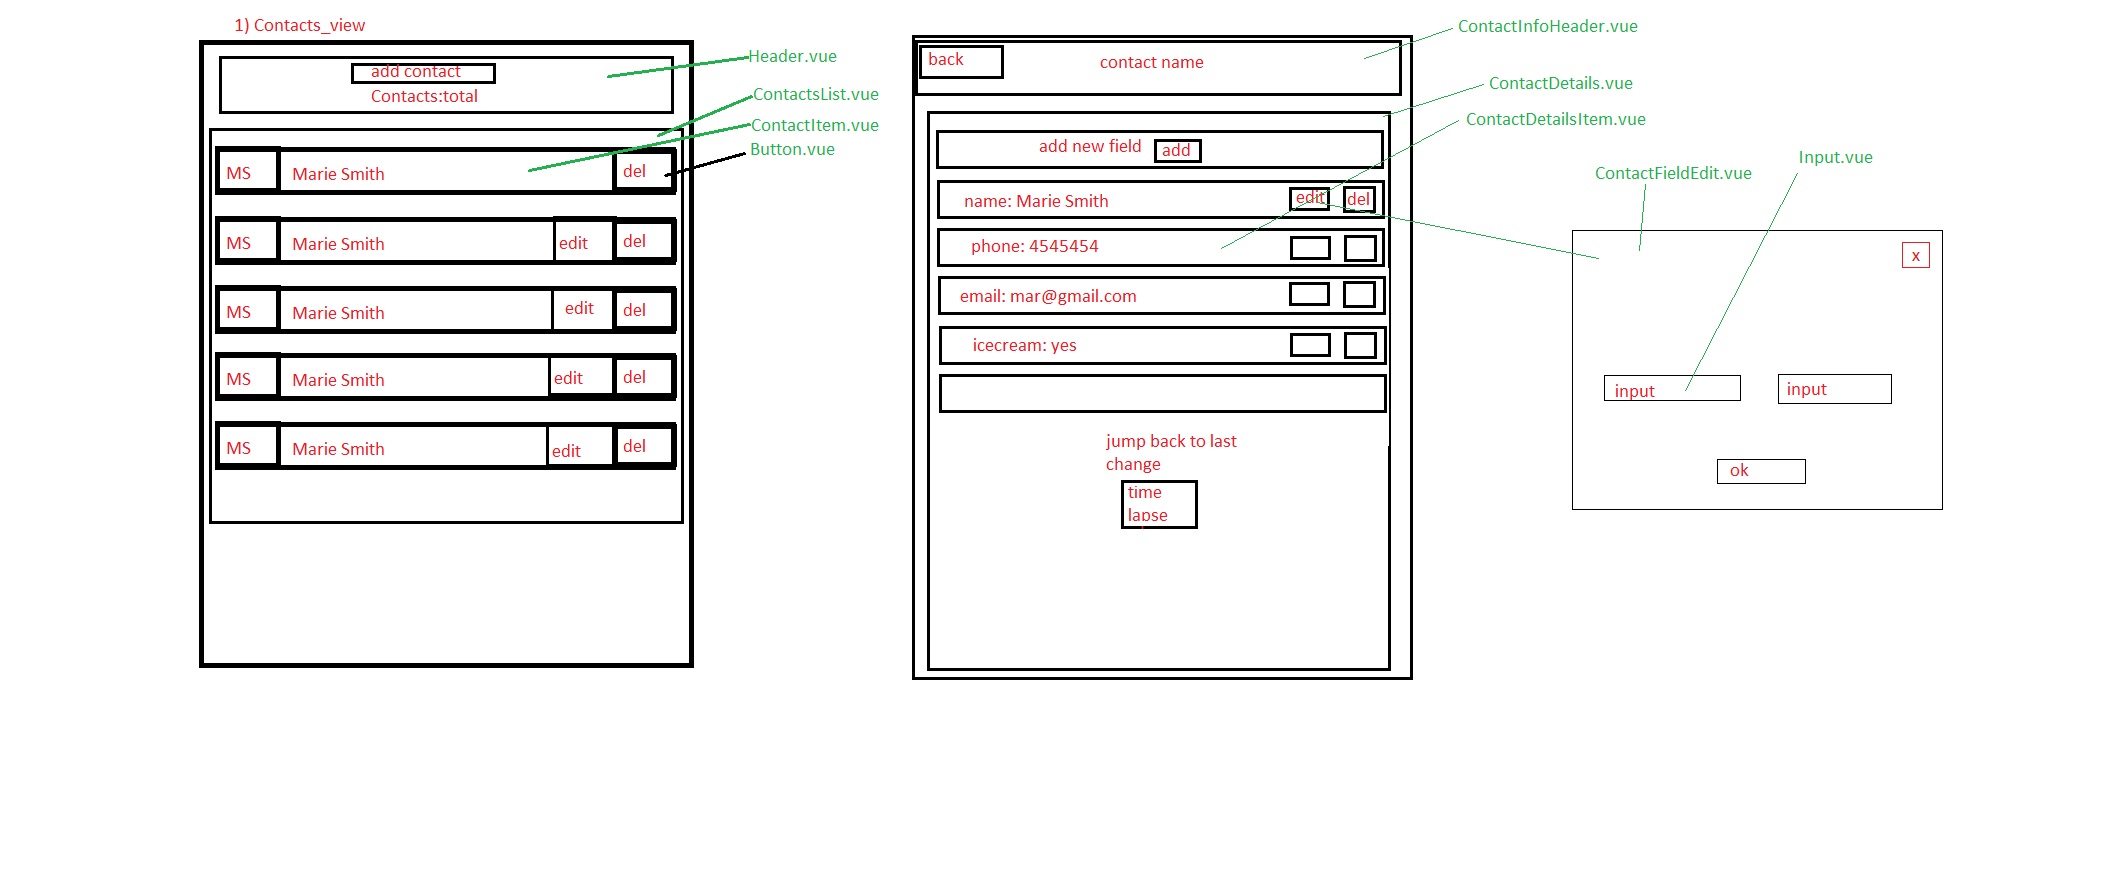 1) Contacts_view
add contact
Contacts:total
MS Marie Smith del
MS Marie Smith edit del
MS Marie Smith edit del
MS Marie Smith edit del
MS Marie Smith edit del
Header.vue
ContactsList.vue
ContactItem.vue
Button.vue
back contact name
add new field add
name: Marie Smith edit del
phone: 4545454
email: mar@gmail.com
icecream: yes
jump back to last
change
time
lapse
ContactInfoHeader.vue
ContactDetails.vue
ContactDetailsItem.vue
Input.vue
ContactFieldEdit.vue
x
input input
ok